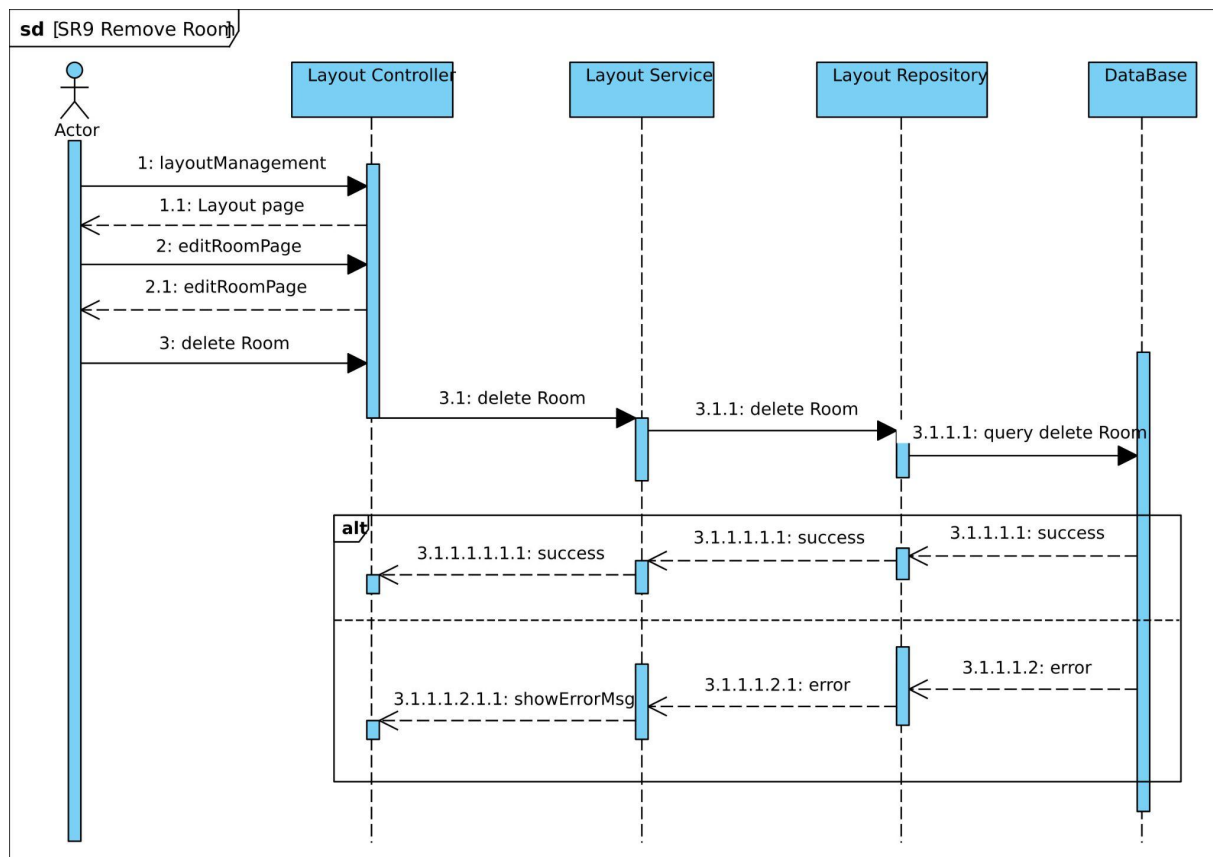 sd [SR9 Remove Room]
Actor
Layout Controller
Layout Service
Layout Repository
DataBase
1: layoutManagement
1.1: Layout page
2: editRoomPage
2.1: editRoomPage
3: delete Room
3.1: delete Room
3.1.1: delete Room
3.1.1.1: query delete Room
alt
3.1.1.1.1: success
3.1.1.1.1.1: success
3.1.1.1.1.1.1: success
3.1.1.1.2: error
3.1.1.1.2.1: error
3.1.1.1.2.1.1: showErrorMsg